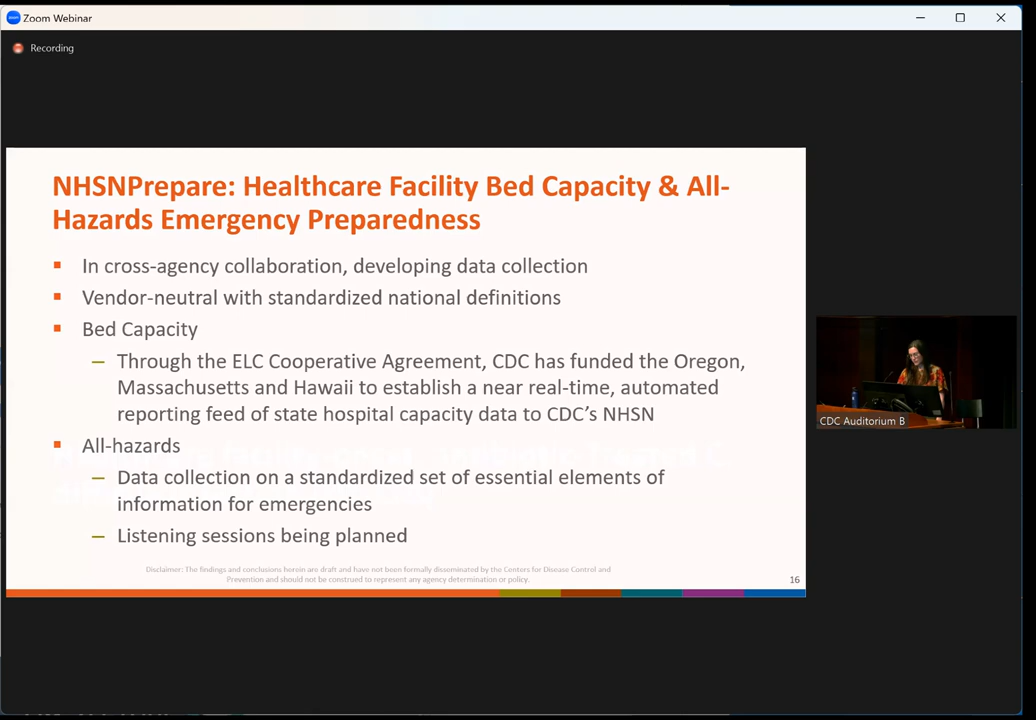 Zoom Webinar
Recording
NHSNPrepare: Healthcare Facility Bed Capacity & All-
Hazards Emergency Preparedness
In cross-agency collaboration, developing data collection
Vendor-neutral with standardized national definitions
Bed Capacity
– Through the ELC Cooperative Agreement, CDC has funded the Oregon,
Massachusetts and Hawaii to establish a near real-time, automated
reporting feed of state hospital capacity data to CDC’s NHSN
All-hazards
– Data collection on a standardized set of essential elements of
information for emergencies
– Listening sessions being planned
Disclaimer: The findings and conclusions herein are draft and have not been formally disseminated by the Centers for Disease Control and
Prevention and should not be construed to represent any agency determination or policy.
16
CDC Auditorium B